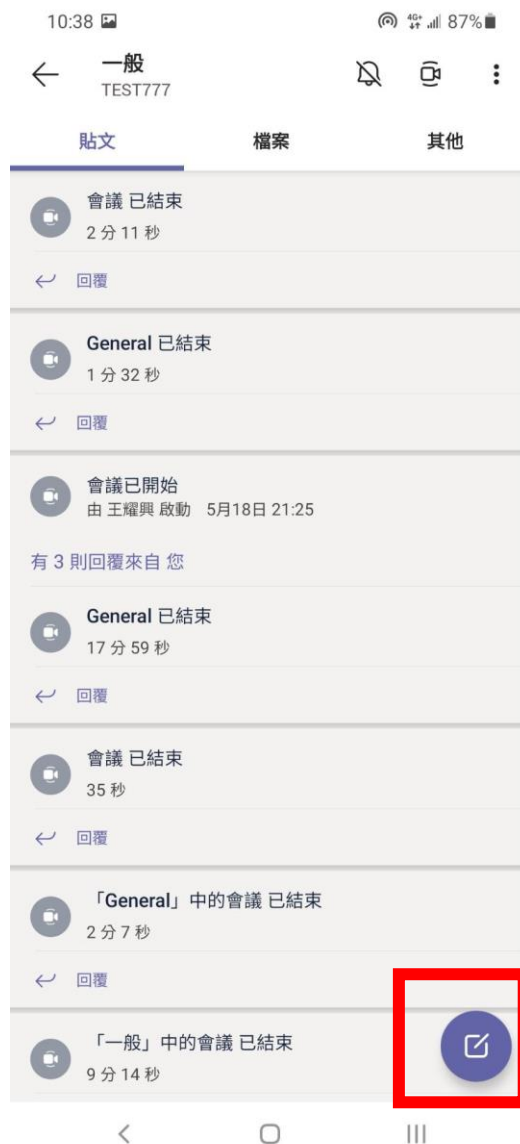 10:38 4G+ 87%
一般
TEST777
貼文 檔案 其他
會議 已結束
2 分 11 秒
回覆
General 已結束
1 分 32 秒
回覆
會議已開始
由 王耀興 啟動 5月18日 21:25
有 3 則回覆來自 您
General 已結束
17 分 59 秒
回覆
會議 已結束
35 秒
回覆
「General」中的會議 已結束
2 分 7 秒
回覆
「一般」中的會議 已結束
9 分 14 秒